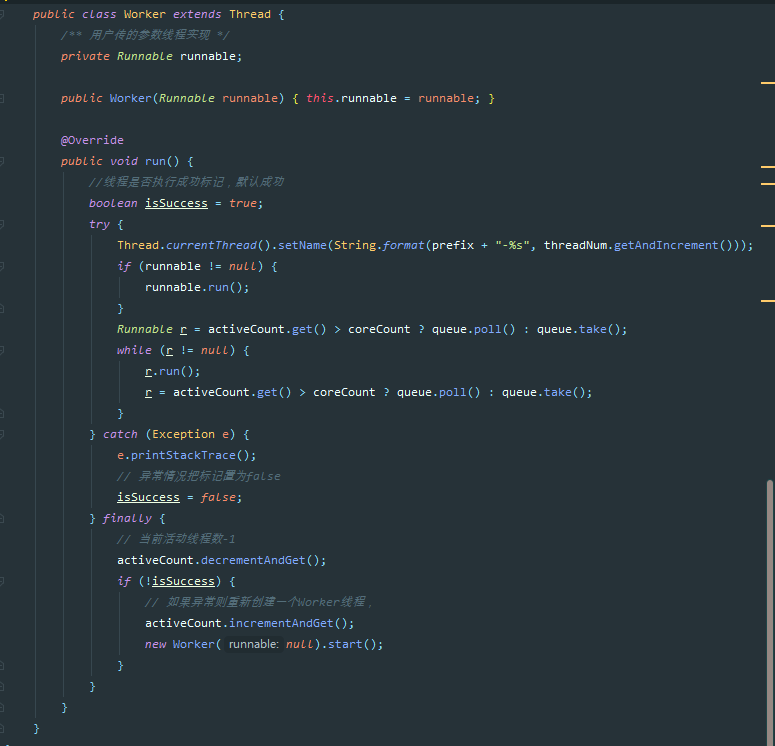 public class Worker extends Thread {
/** 用户传的参数线程实现 */
private Runnable runnable;
public Worker(Runnable runnable) { this.runnable = runnable; }
@Override
public void run() {
//线程是否执行成功标记，默认成功
boolean isSuccess = true;
try {
Thread.currentThread().setName(String.format(prefix + "-%s", threadNum.getAndIncrement()));
if (runnable != null) {
runnable.run();
}
Runnable r = activeCount.get() > coreCount ? queue.poll() : queue.take();
while (r != null) {
r.run();
r = activeCount.get() > coreCount ? queue.poll() : queue.take();
}
} catch (Exception e) {
e.printStackTrace();
// 异常情况把标记置为false
isSuccess = false;
} finally {
// 当前活动线程数-1
activeCount.decrementAndGet();
if (!isSuccess) {
// 如果异常则重新创建一个Worker线程，
activeCount.incrementAndGet();
new Worker( runnable: null).start();
}
}
}
}